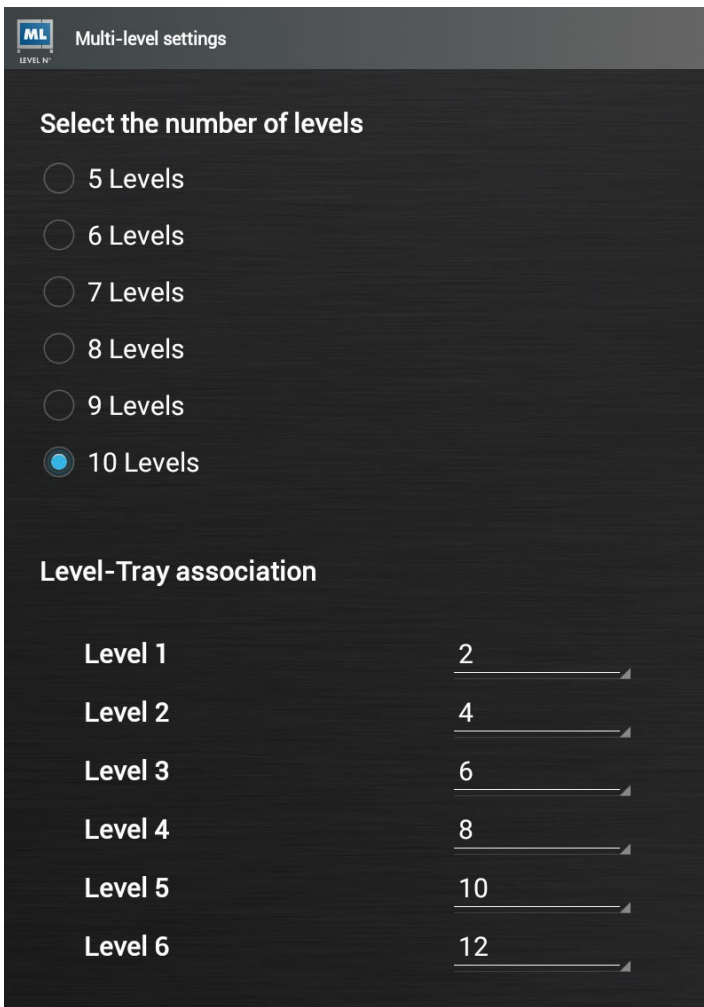 ML
LEVEL N°
Multi-level settings
Select the number of levels
5 Levels
6 Levels
7 Levels
8 Levels
9 Levels
10 Levels
Level-Tray association
Level 1 2
Level 2 4
Level 3 6
Level 4 8
Level 5 10
Level 6 12